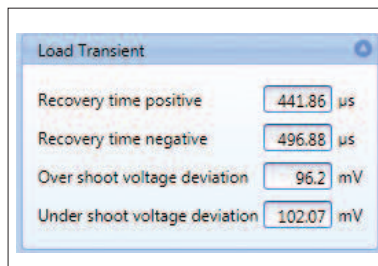 Load Transient
Recovery time positive 441.86 µs
Recovery time negative 496.88 µs
Over shoot voltage deviation 96.2 mV
Under shoot voltage deviation 102.07 mV